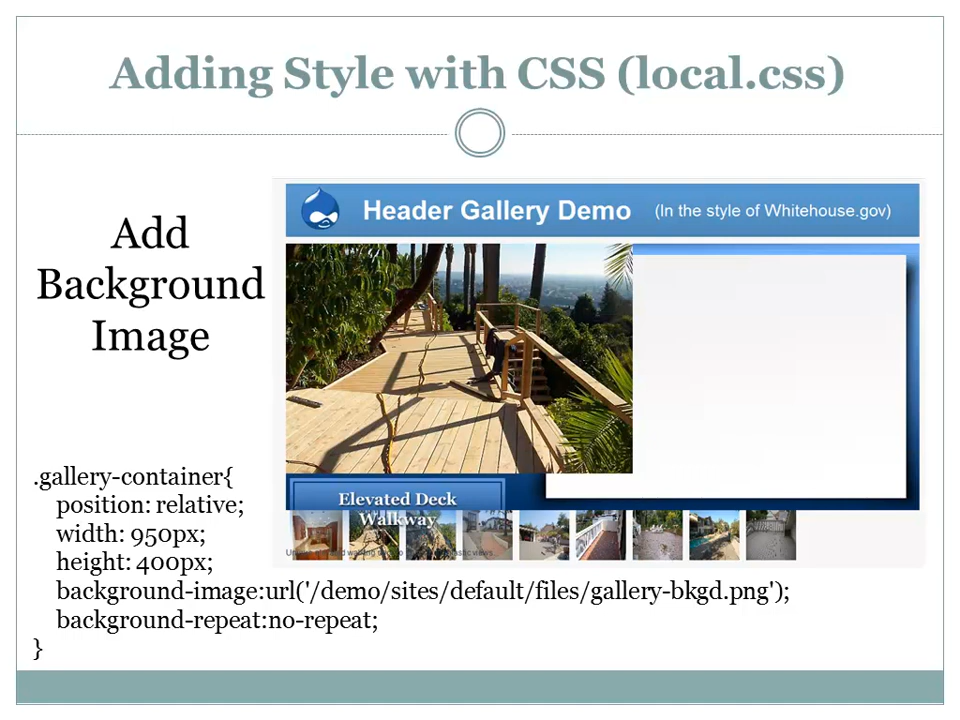 Adding Style with CSS (local.css)
Header Gallery Demo (In the style of Whitehouse.gov)
Add
Background
Image
Elevated Deck
Walkway
.gallery-container{
position: relative;
width: 950px;
height: 400px;
background-image:url('/demo/sites/default/files/gallery-bkgd.png');
background-repeat:no-repeat;
}